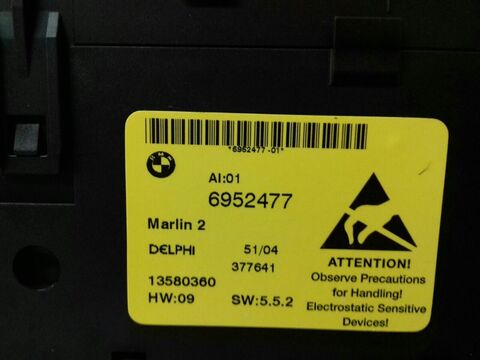 *6952477-01*
BMW
AI:01
6952477
Marlin 2
DELPHI 51/04
377641
13580360
HW:09 SW:5.5.2
ATTENTION!
Observe Precautions
for Handling!
Electrostatic Sensitive
Devices!